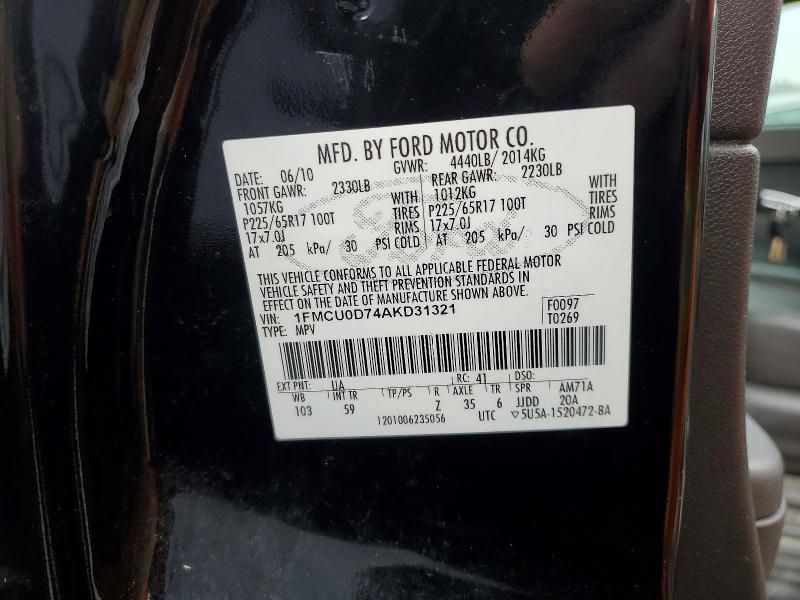 MFD. BY FORD MOTOR CO.
DATE: 06/10 GVWR: 4440LB/ 2014KG
FRONT GAWR: 2330LB REAR GAWR: 2230LB
1057KG WITH 1012KG WITH
P225/65R17 100T TIRES P225/65R17 100T TIRES
17x7.0J RIMS 17x7.0J RIMS
AT 205 kPa/ 30 PSI COLD AT 205 kPa/ 30 PSI COLD
THIS VEHICLE CONFORMS TO ALL APPLICABLE FEDERAL MOTOR
VEHICLE SAFETY AND THEFT PREVENTION STANDARDS IN
EFFECT ON THE DATE OF MANUFACTURE SHOWN ABOVE.
VIN: 1FMCU0D74AKD31321 F0097
TYPE: MPV T0269
EXT PNT: UA RC: 41 DSO:
WB INT TR TP/PS R AXLE TR SPR AM71A
103 59 Z 35 6 JJDD 20A
1201006235056 UTC ▽5U5A-1520472-BA